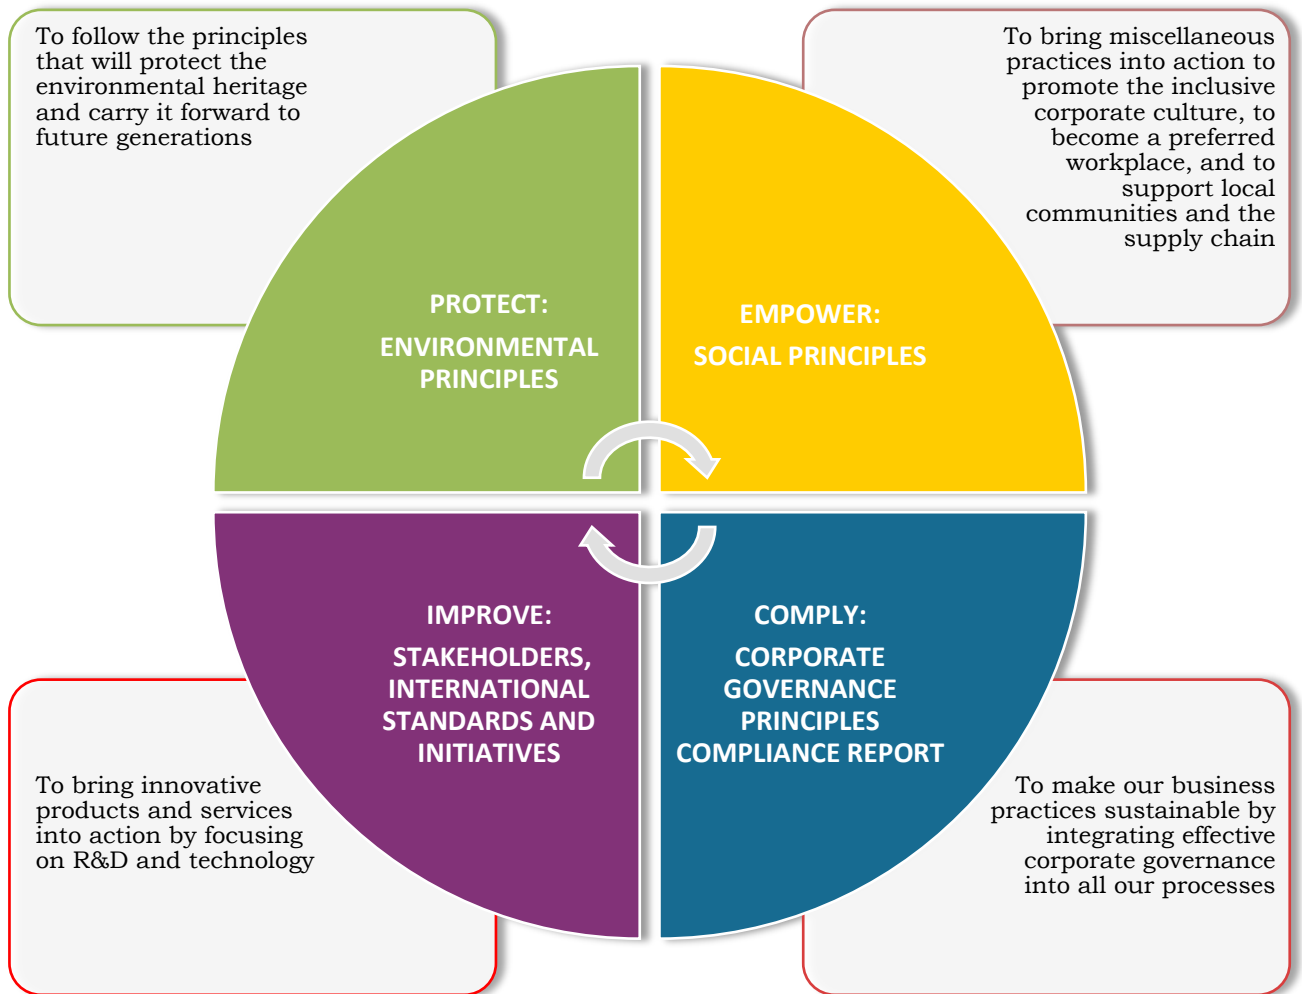 To follow the principles
that will protect the
environmental heritage
and carry it forward to
future generations
To bring miscellaneous
practices into action to
promote the inclusive
corporate culture, to
become a preferred
workplace, and to
support local
communities and the
supply chain
PROTECT:
ENVIRONMENTAL
PRINCIPLES
EMPOWER:
SOCIAL PRINCIPLES
IMPROVE:
STAKEHOLDERS,
INTERNATIONAL
STANDARDS AND
INITIATIVES
COMPLY:
CORPORATE
GOVERNANCE
PRINCIPLES
COMPLIANCE REPORT
To bring innovative
products and services
into action by focusing
on R&D and technology
To make our business
practices sustainable by
integrating effective
corporate governance
into all our processes